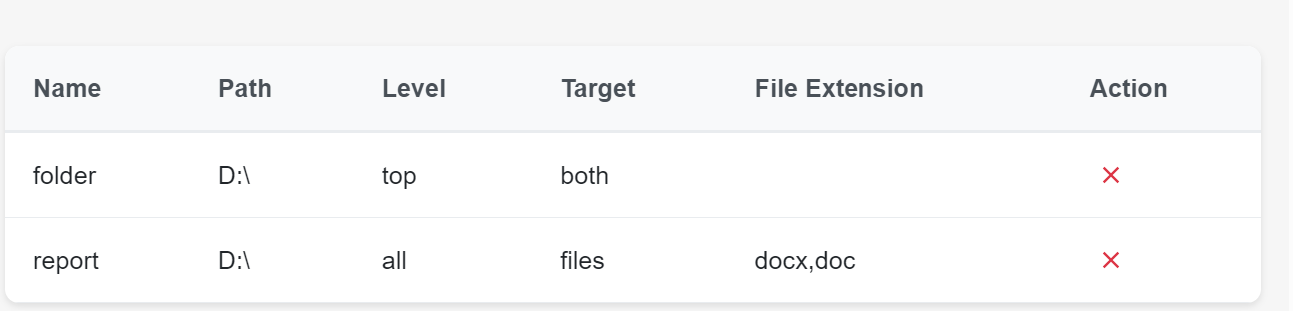 Name Path Level Target File Extension Action
folder D:\ top both
report D:\ all files docx,doc